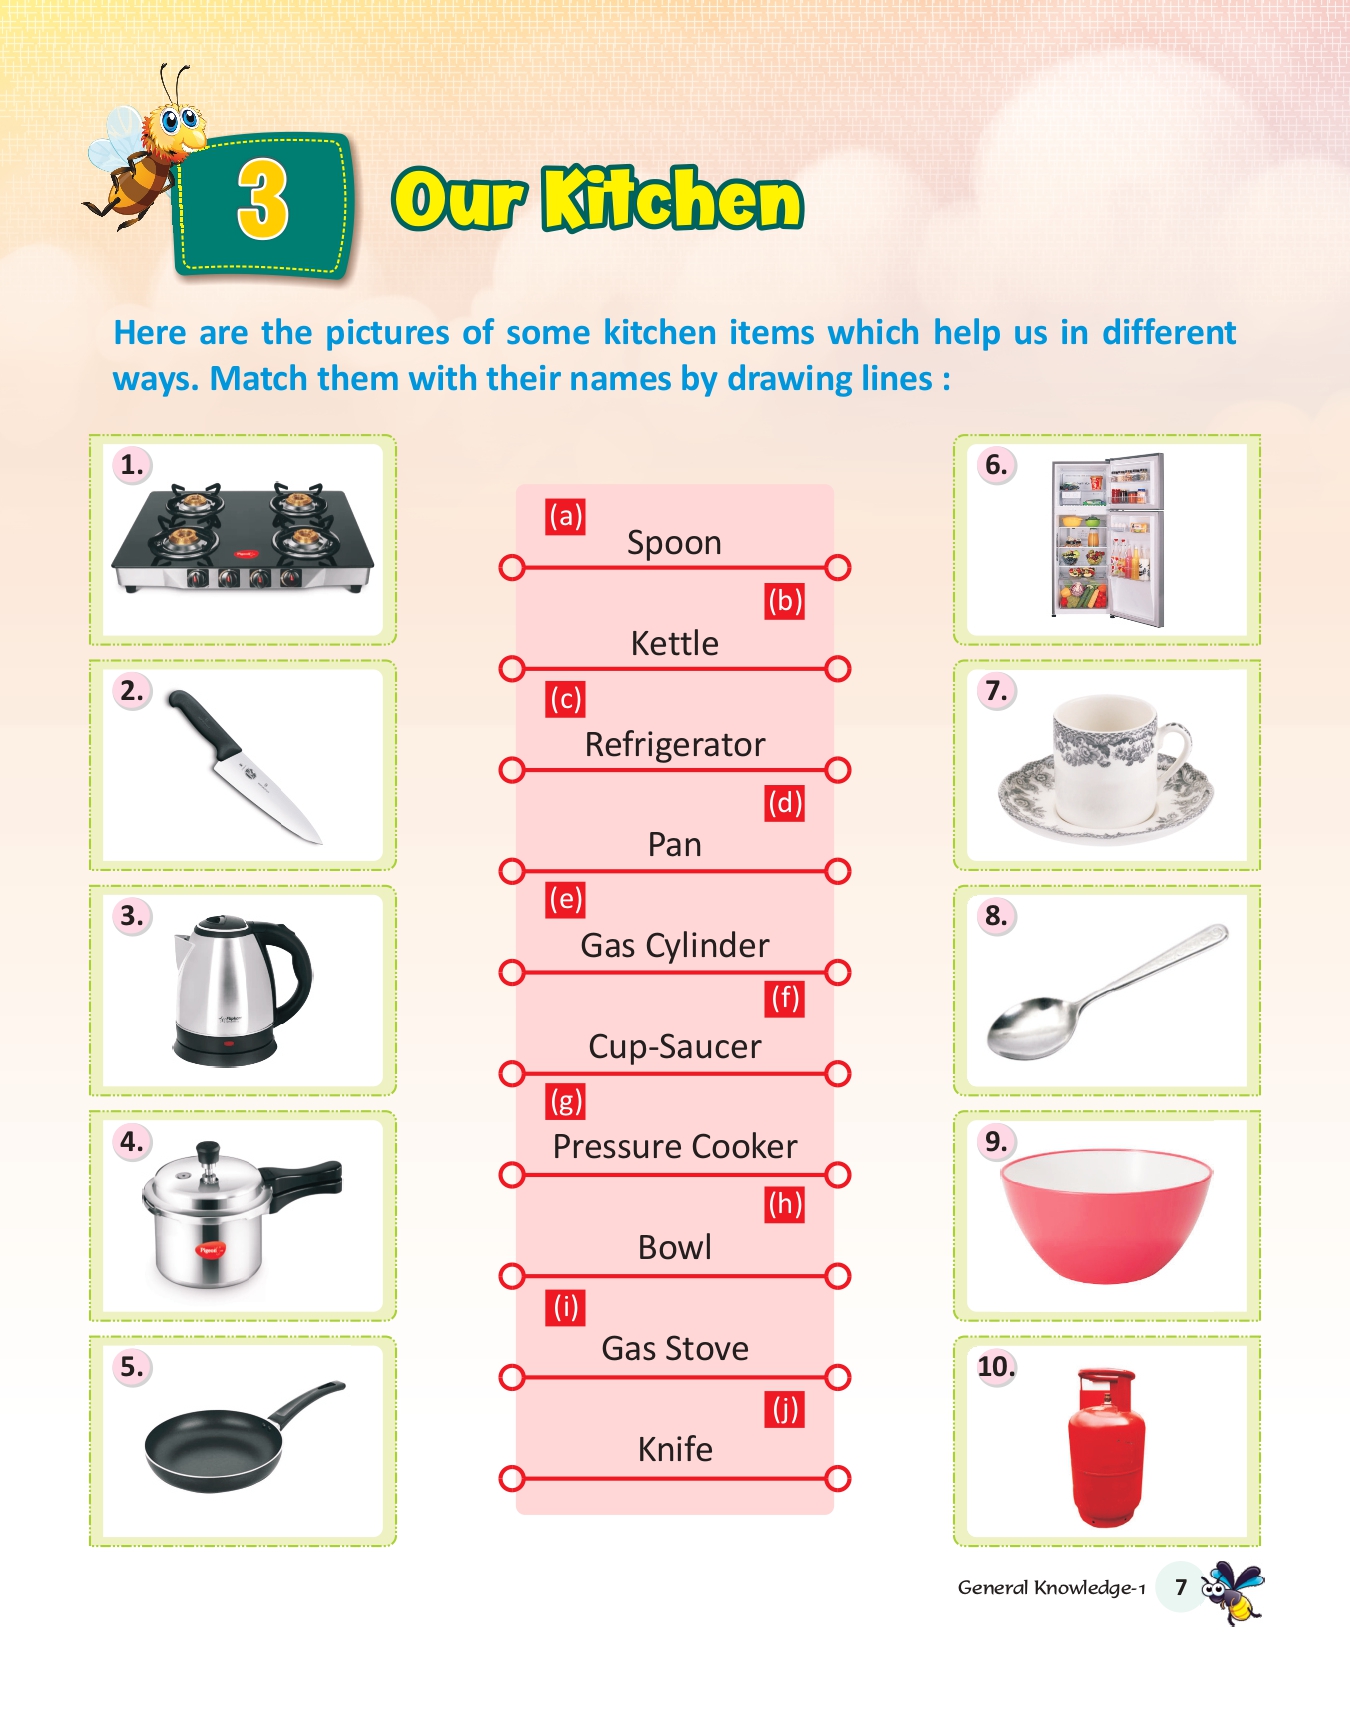 3
Our Kitchen
Here are the pictures of some kitchen items which help us in different
ways. Match them with their names by drawing lines :
1.
2.
3.
4.
5.
(a)
Spoon
(b)
Kettle
(c)
Refrigerator
(d)
Pan
(e)
Gas Cylinder
(f)
Cup-Saucer
(g)
Pressure Cooker
(h)
Bowl
(i)
Gas Stove
(j)
Knife
6.
7.
8.
9.
10.
General Knowledge-1
7